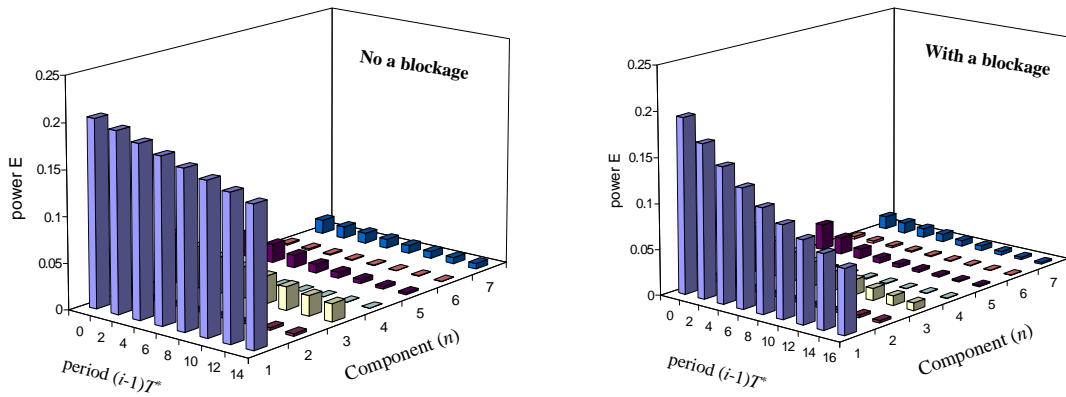 No a blockage
0.25
0.2
0.15
0.1
0.05
0
power E
0 2 4 6 8 10 12 14
period (i-1)T*
1 2 3 4 5 6 7
Component (n)
With a blockage
0.25
0.2
0.15
0.1
0.05
0
power E
0 2 4 6 8 10 12 14 16
period (i-1)T*
1 2 3 4 5 6 7
Component (n)